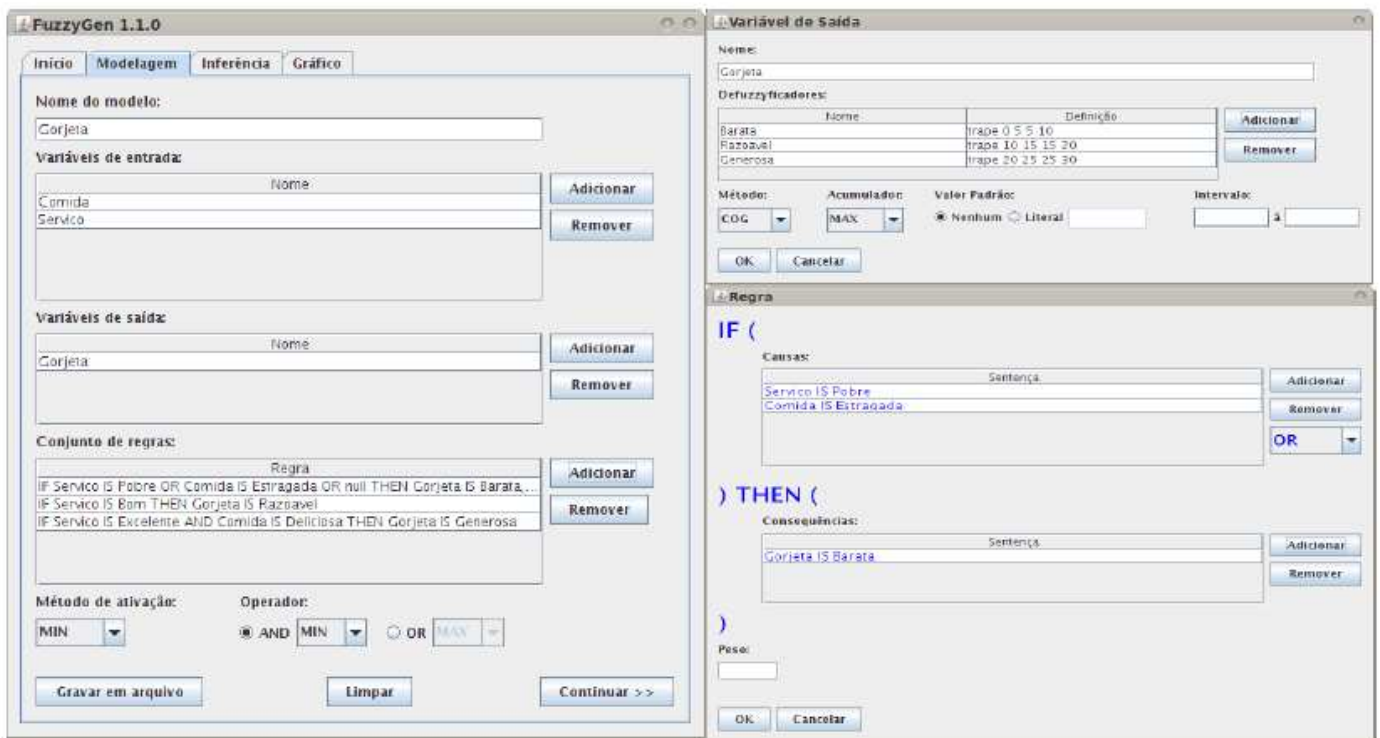 FuzzyGen 1.1.0
Início Modelagem Inferência Gráfico
Nome do modelo:
Gorjeta
Variáveis de entrada:
Nome
Comida
Servico
Adicionar
Remover
Variáveis de saída:
Nome
Gorjeta
Adicionar
Remover
Conjunto de regras:
Regra
IF Servico IS Pobre OR Comida IS Estragada OR null THEN Gorjeta IS Barata,...
IF Servico IS Bom THEN Gorjeta IS Razoavel
IF Servico IS Excelente AND Comida IS Deliciosa THEN Gorjeta IS Generosa
Adicionar
Remover
Método de ativação: Operador:
MIN AND MIN OR MAX
Gravar em arquivo Limpar Continuar >>
Variável de Saída
Nome:
Gorjeta
Defuzzyficadores:
Nome Definição
Barata trape 0 5 5 10
Razoavel trape 10 15 15 20
Generosa trape 20 25 25 30
Adicionar
Remover
Método: Acumulador: Valor Padrão: Intervalo:
COG MAX Nenhum Literal à
OK Cancelar
Regra
IF (
Causas:
Sentença
Servico IS Pobre
Comida IS Estragada
Adicionar
Remover
OR
) THEN (
Consequências:
Sentença
Gorjeta IS Barata
Adicionar
Remover
)
Peso:
OK Cancelar